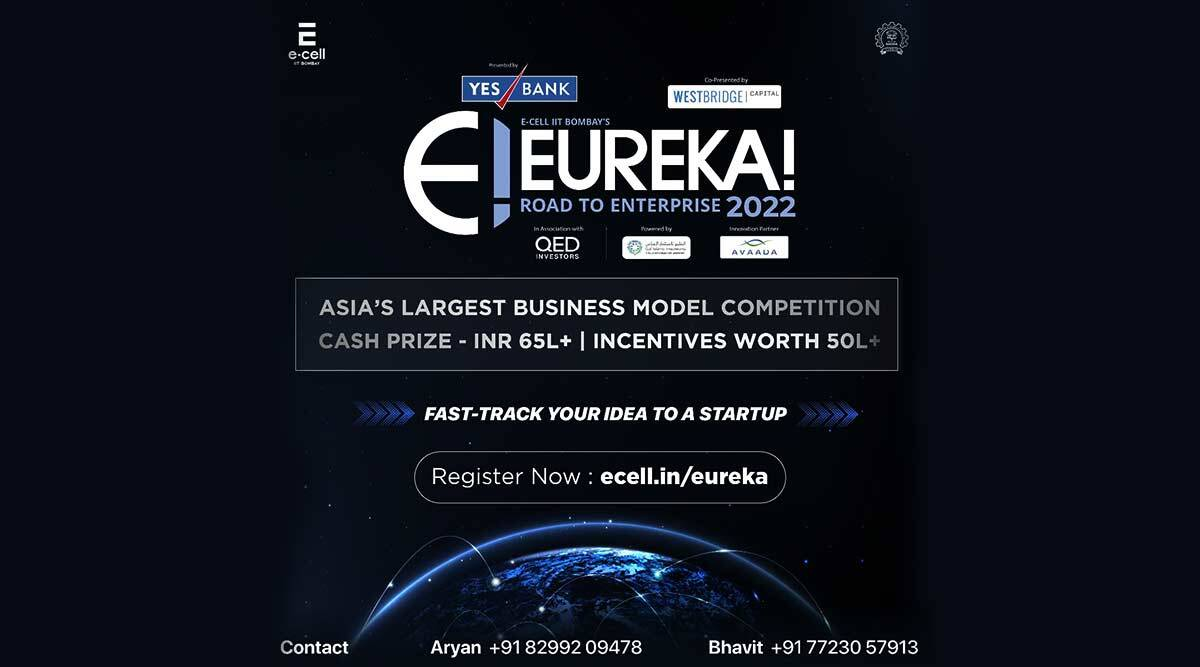 e-cell
IIT BOMBAY
Presented by
YES BANK
Co-Presented by
WESTBRIDGE | CAPITAL
E-CELL IIT BOMBAY'S
E! EUREKA!
ROAD TO ENTERPRISE 2022
In Association with
QED
INVESTORS
Powered by
Innovation Partner
AVAADA
ASIA'S LARGEST BUSINESS MODEL COMPETITION
CASH PRIZE - INR 65L+ | INCENTIVES WORTH 50L+
FAST-TRACK YOUR IDEA TO A STARTUP
Register Now : ecell.in/eureka
Contact Aryan +91 82992 09478 Bhavit +91 77230 57913